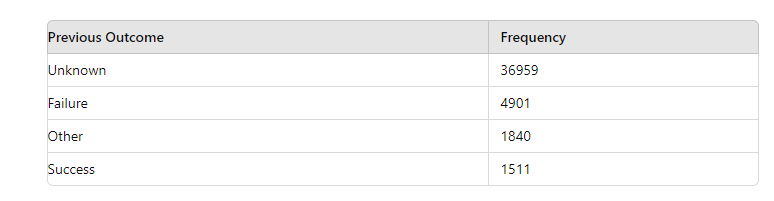 Previous Outcome Frequency
Unknown 36959
Failure 4901
Other 1840
Success 1511